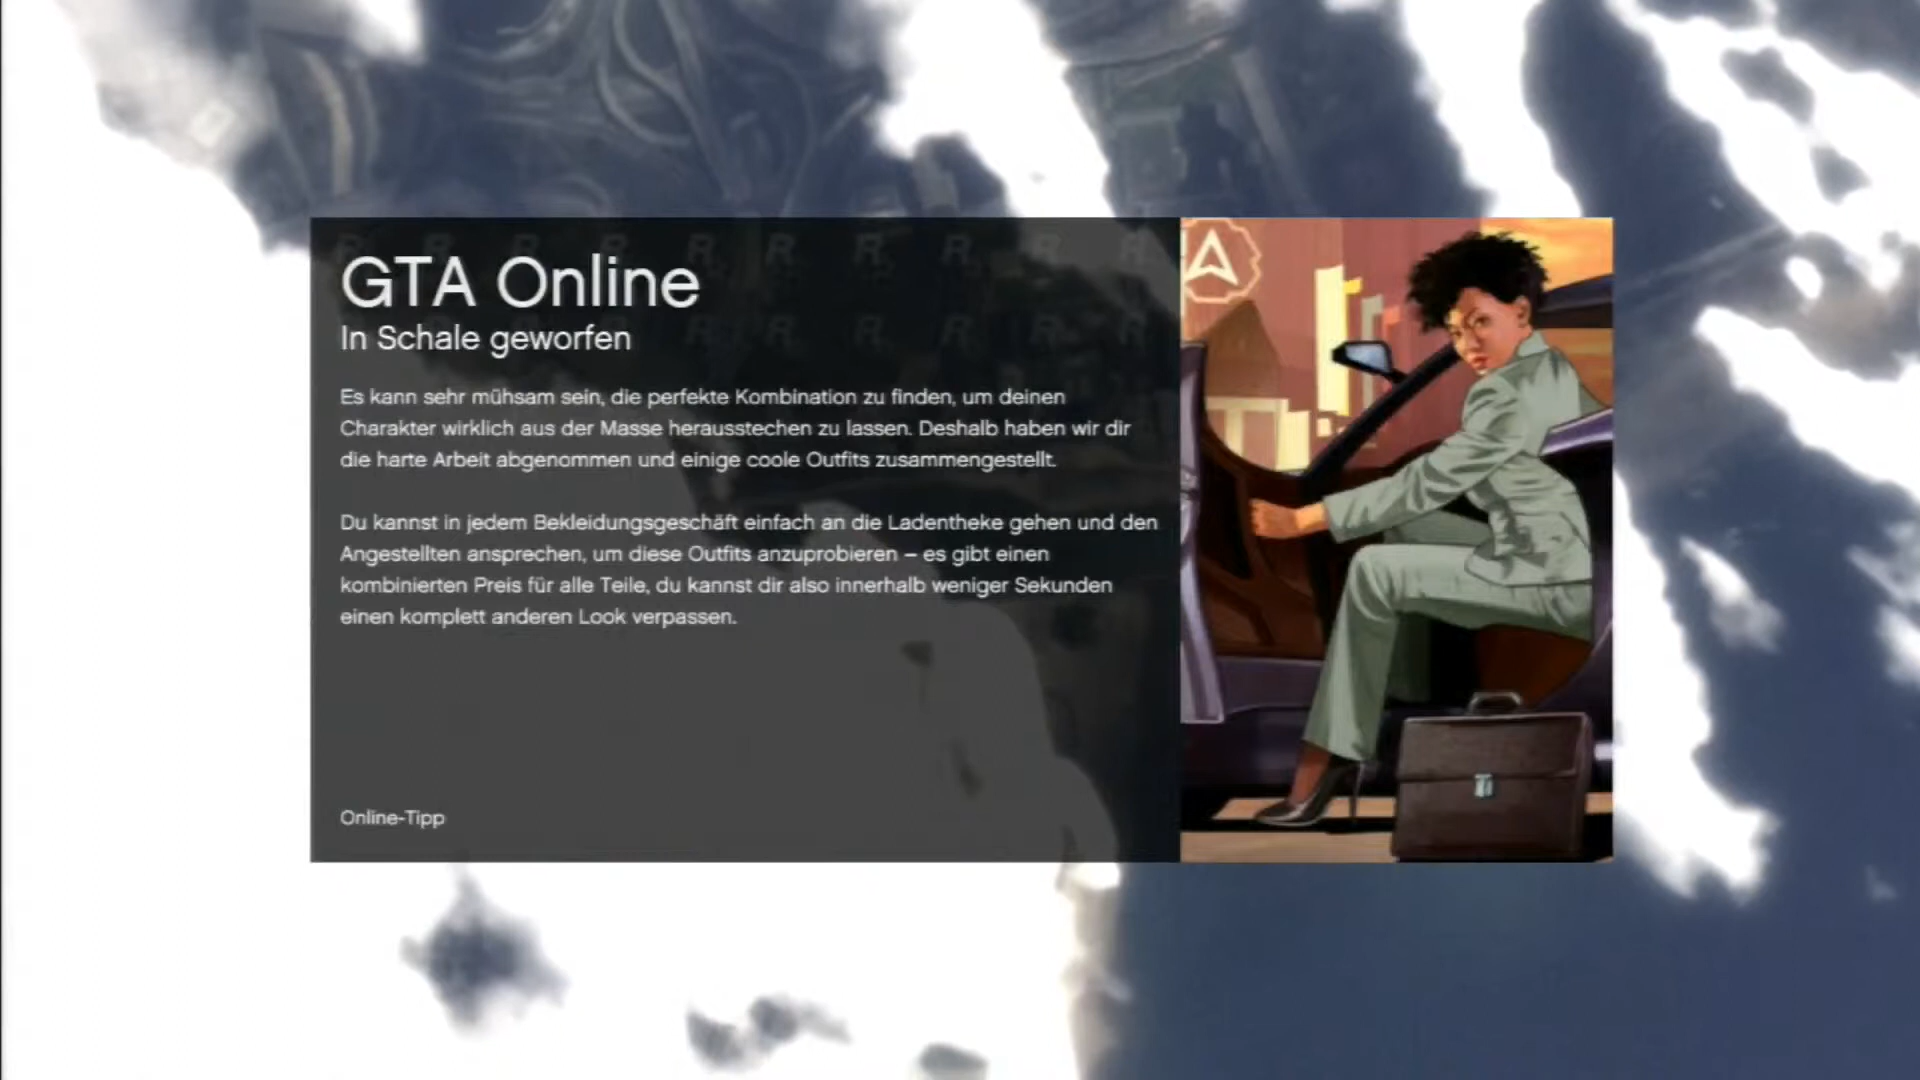 GTA Online
In Schale geworfen
Es kann sehr mühsam sein, die perfekte Kombination zu finden, um deinen
Charakter wirklich aus der Masse herausstechen zu lassen. Deshalb haben wir dir
die harte Arbeit abgenommen und einige coole Outfits zusammengestellt.
Du kannst in jedem Bekleidungsgeschäft einfach an die Ladentheke gehen und den
Angestellten ansprechen, um diese Outfits anzuprobieren – es gibt einen
kombinierten Preis für alle Teile, du kannst dir also innerhalb weniger Sekunden
einen komplett anderen Look verpassen.
Online-Tipp